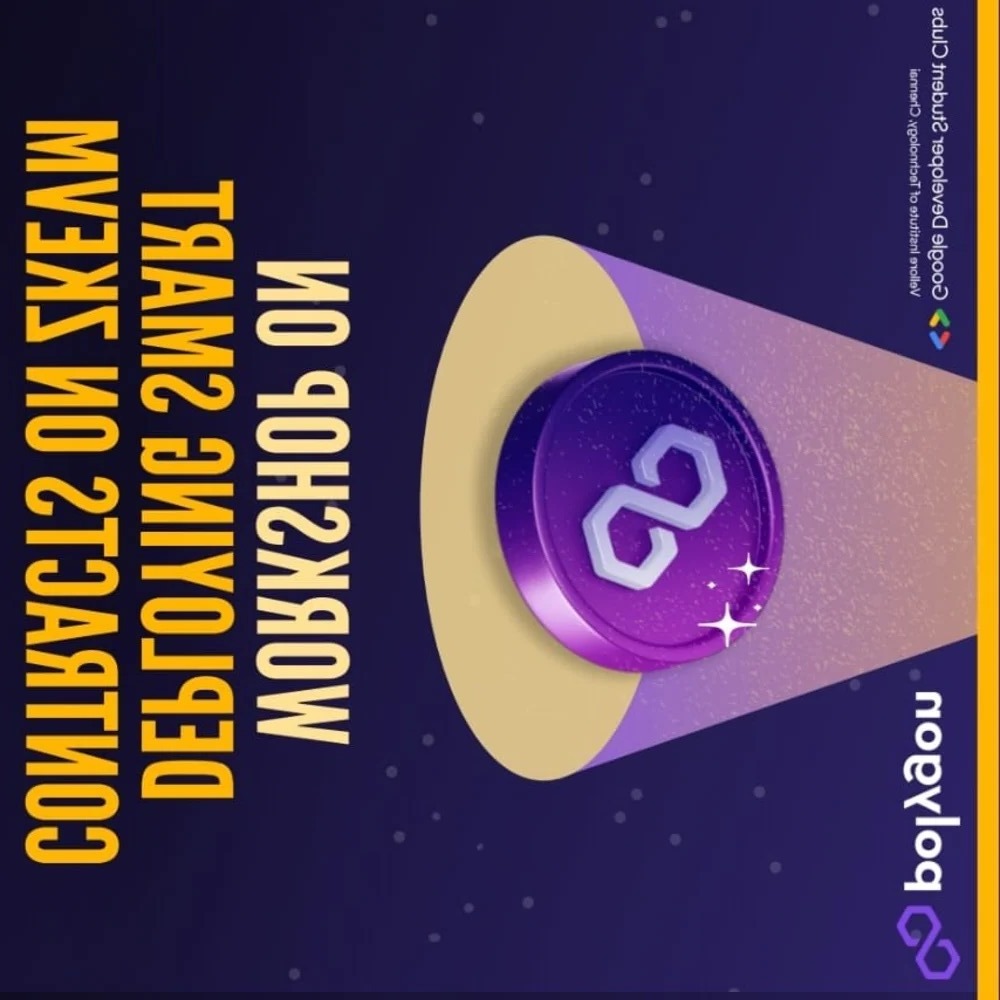 polygon
Google Developer Student Clubs
Vellore Institute of Technology, Chennai
WORKSHOP ON
DEPLOYING SMART
CONTRACTS ON ZKEVM